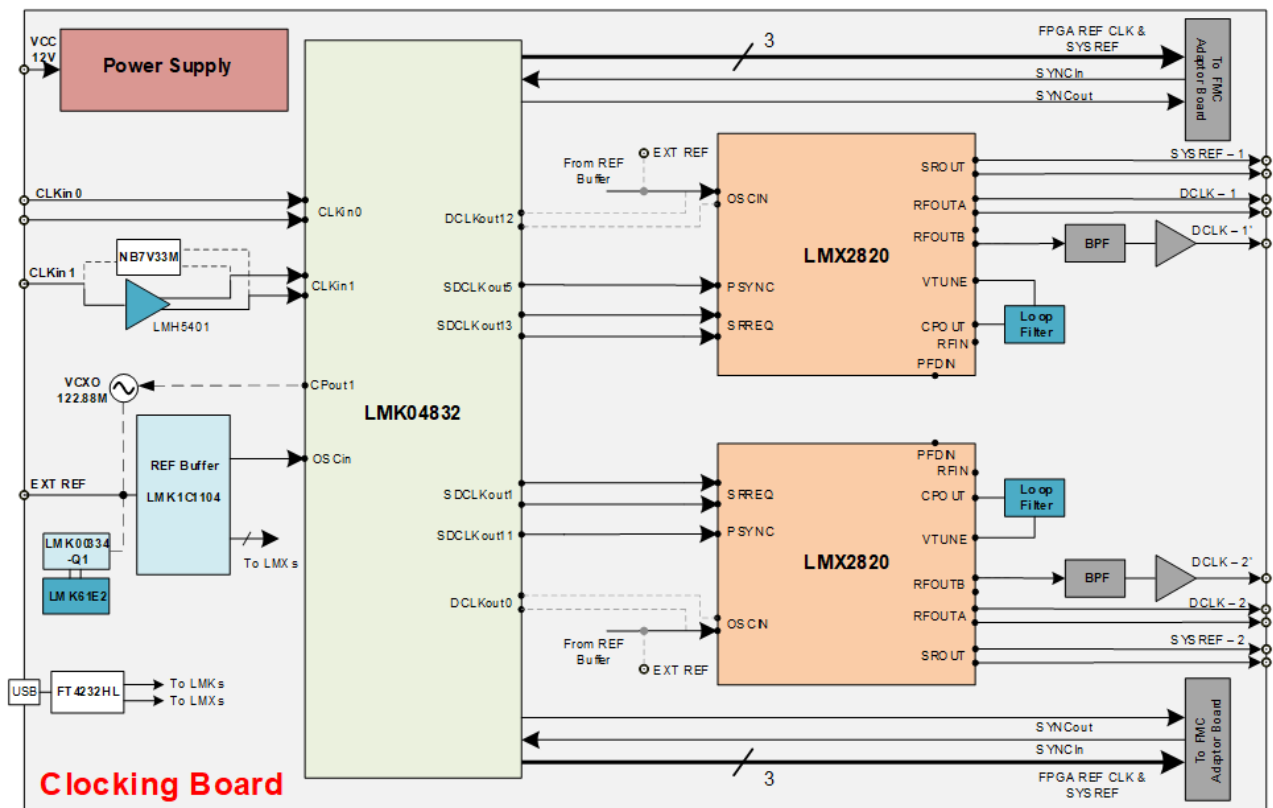 VCC
12V
Power Supply
3
FPGA REF CLK &
SYSREF
SYNCIn
SYNCout
To FMC
Adaptor Board
CLKin 0
CLKin0
NB7V33M
CLKin 1
CLKin1
LMH5401
VCXO
122.88M
CPout1
LMK04832
REF Buffer
LMK1C1104
OSCin
EXT REF
LMK00334
-Q1
LMK61E2
To LMXs
USB
FT4232HL
To LMKs
To LMXs
Clocking Board
DCLKout12
SDCLKout5
SDCLKout13
SDCLKout1
SDCLKout11
DCLKout0
From REF
Buffer
EXT REF
OSCIN
PSYNC
SRREQ
LMX2820
SROUT
RFOUTA
RFOUTB
VTUNE
CPOUT
RFIN
PFDIN
Loop
Filter
BPF
SYSREF – 1
DCLK – 1
DCLK – 1'
PFDIN
RFIN
CPOUT
VTUNE
RFOUTB
RFOUTA
SROUT
SRREQ
PSYNC
LMX2820
OSCIN
From REF
Buffer
EXT REF
Loop
Filter
BPF
DCLK – 2'
DCLK – 2
SYSREF – 2
SYNCout
SYNCIn
3
FPGA REF CLK &
SYSREF
To FMC
Adaptor Board